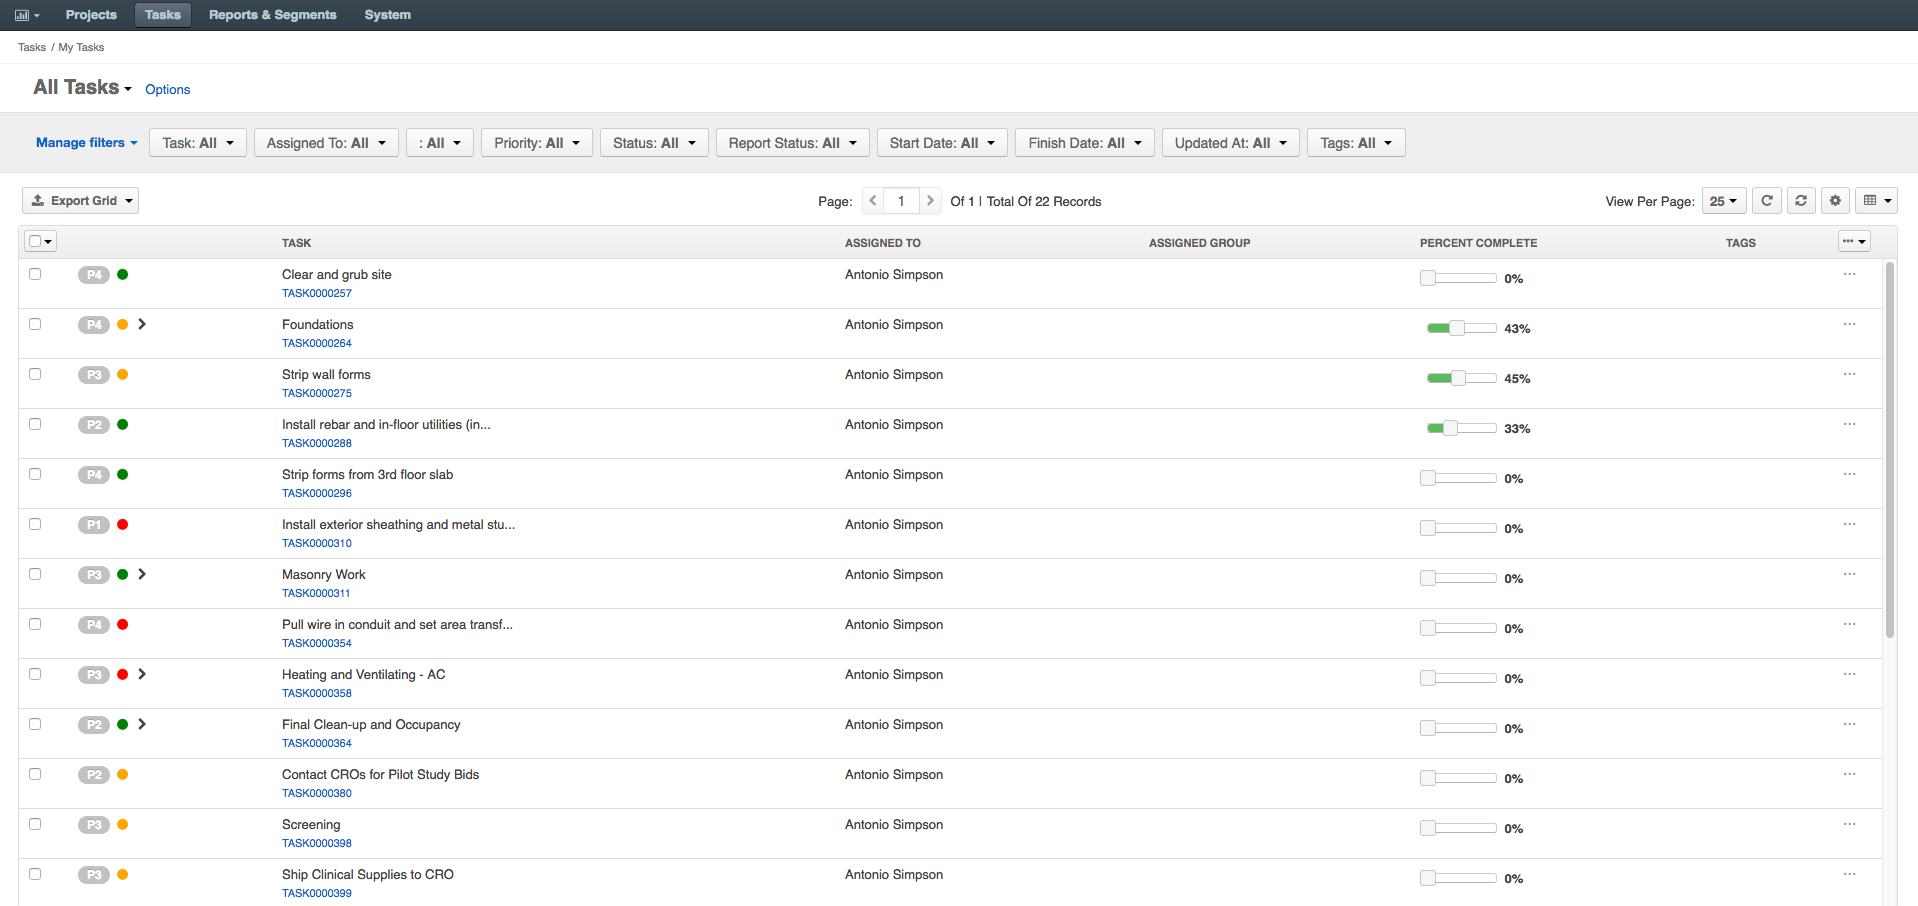 Projects Tasks Reports & Segments System
Tasks / My Tasks
All Tasks Options
Manage filters Task: All Assigned To: All : All Priority: All Status: All Report Status: All Start Date: All Finish Date: All Updated At: All Tags: All
Export Grid Page: 1 Of 1 | Total Of 22 Records View Per Page: 25
TASK ASSIGNED TO ASSIGNED GROUP PERCENT COMPLETE TAGS
P4 Clear and grub site Antonio Simpson 0%
TASK0000257
P4 Foundations Antonio Simpson 43%
TASK0000264
P3 Strip wall forms Antonio Simpson 45%
TASK0000275
P2 Install rebar and in-floor utilities (in... Antonio Simpson 33%
TASK0000288
P4 Strip forms from 3rd floor slab Antonio Simpson 0%
TASK0000296
P1 Install exterior sheathing and metal stu... Antonio Simpson 0%
TASK0000310
P3 Masonry Work Antonio Simpson 0%
TASK0000311
P4 Pull wire in conduit and set area transf... Antonio Simpson 0%
TASK0000354
P3 Heating and Ventilating - AC Antonio Simpson 0%
TASK0000358
P2 Final Clean-up and Occupancy Antonio Simpson 0%
TASK0000364
P2 Contact CROs for Pilot Study Bids Antonio Simpson 0%
TASK0000380
P3 Screening Antonio Simpson 0%
TASK0000398
P3 Ship Clinical Supplies to CRO Antonio Simpson 0%
TASK0000399